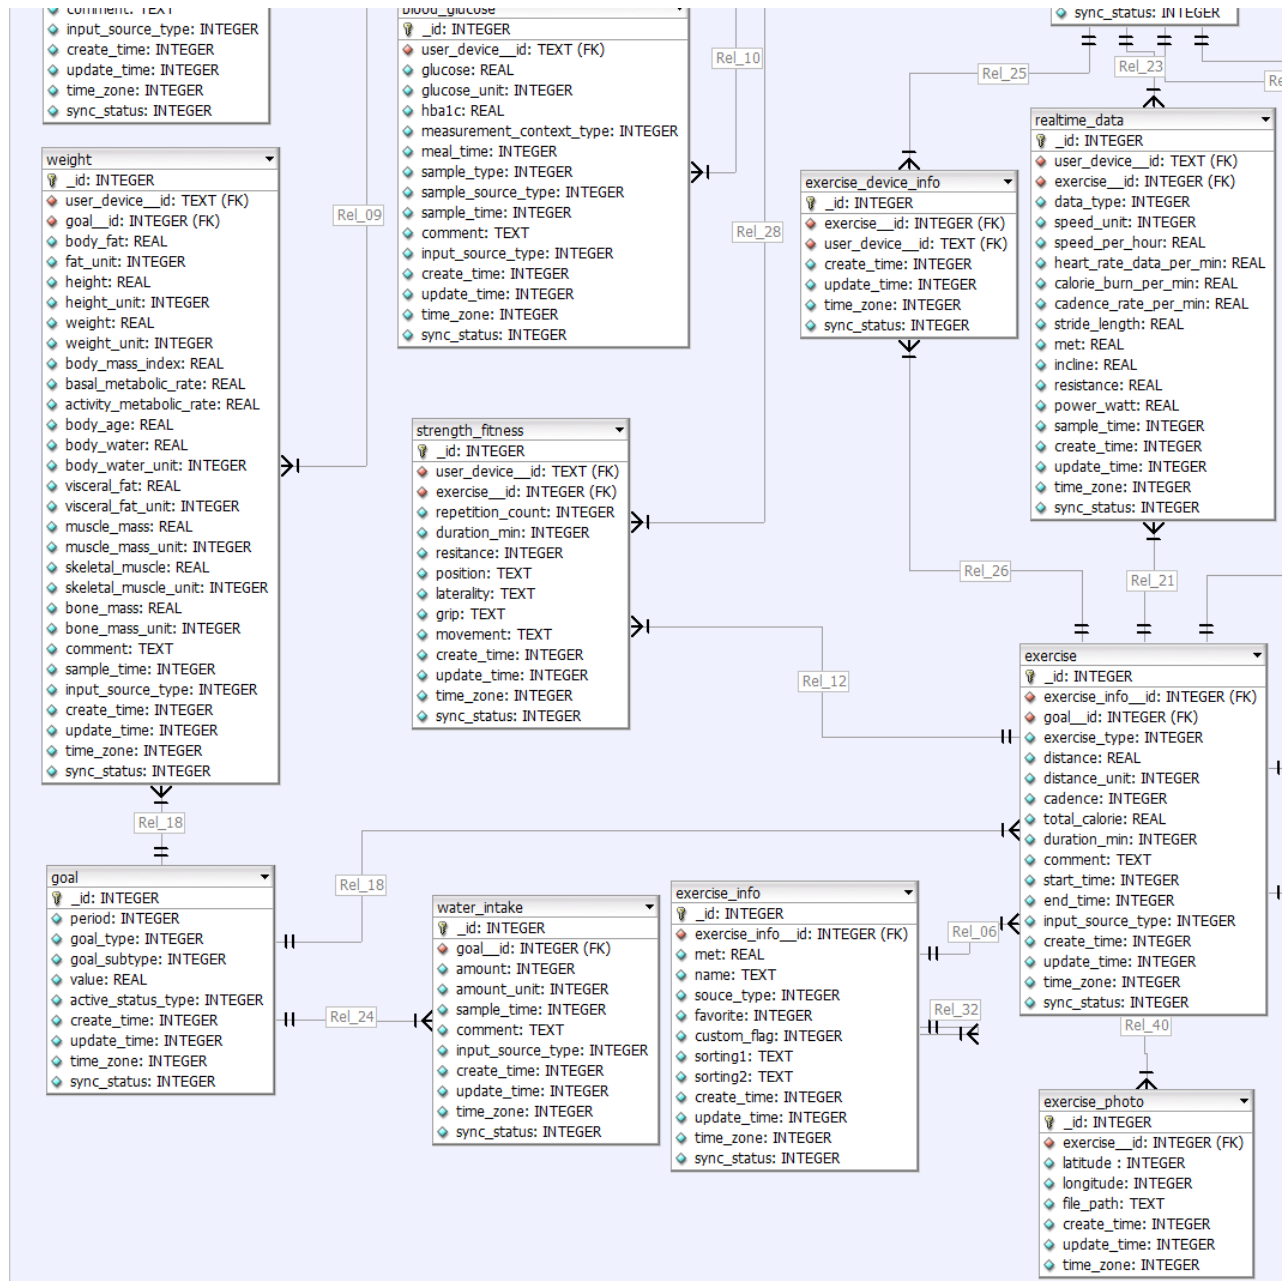 comment: TEXT
input_source_type: INTEGER
create_time: INTEGER
update_time: INTEGER
time_zone: INTEGER
sync_status: INTEGER
weight
_id: INTEGER
user_device__id: TEXT (FK)
goal__id: INTEGER (FK)
body_fat: REAL
fat_unit: INTEGER
height: REAL
height_unit: INTEGER
weight: REAL
weight_unit: INTEGER
body_mass_index: REAL
basal_metabolic_rate: REAL
activity_metabolic_rate: REAL
body_age: REAL
body_water: REAL
body_water_unit: INTEGER
visceral_fat: REAL
visceral_fat_unit: INTEGER
muscle_mass: REAL
muscle_mass_unit: INTEGER
skeletal_muscle: REAL
skeletal_muscle_unit: INTEGER
bone_mass: REAL
bone_mass_unit: INTEGER
comment: TEXT
sample_time: INTEGER
input_source_type: INTEGER
create_time: INTEGER
update_time: INTEGER
time_zone: INTEGER
sync_status: INTEGER
Rel_18
goal
_id: INTEGER
period: INTEGER
goal_type: INTEGER
goal_subtype: INTEGER
value: REAL
active_status_type: INTEGER
create_time: INTEGER
update_time: INTEGER
time_zone: INTEGER
sync_status: INTEGER
Rel_09
Rel_18
Rel_24
blood_glucose
_id: INTEGER
user_device__id: TEXT (FK)
glucose: REAL
glucose_unit: INTEGER
hba1c: REAL
measurement_context_type: INTEGER
meal_time: INTEGER
sample_type: INTEGER
sample_source_type: INTEGER
sample_time: INTEGER
comment: TEXT
input_source_type: INTEGER
create_time: INTEGER
update_time: INTEGER
time_zone: INTEGER
sync_status: INTEGER
Rel_10
Rel_28
strength_fitness
_id: INTEGER
user_device__id: TEXT (FK)
exercise__id: INTEGER (FK)
repetition_count: INTEGER
duration_min: INTEGER
resitance: INTEGER
position: TEXT
laterality: TEXT
grip: TEXT
movement: TEXT
create_time: INTEGER
update_time: INTEGER
time_zone: INTEGER
sync_status: INTEGER
Rel_12
water_intake
_id: INTEGER
goal__id: INTEGER (FK)
amount: INTEGER
amount_unit: INTEGER
sample_time: INTEGER
comment: TEXT
input_source_type: INTEGER
create_time: INTEGER
update_time: INTEGER
time_zone: INTEGER
sync_status: INTEGER
exercise_info
_id: INTEGER
exercise_info__id: INTEGER (FK)
met: REAL
name: TEXT
souce_type: INTEGER
favorite: INTEGER
custom_flag: INTEGER
sorting1: TEXT
sorting2: TEXT
create_time: INTEGER
update_time: INTEGER
time_zone: INTEGER
sync_status: INTEGER
Rel_06
Rel_32
sync_status: INTEGER
Rel_25
Rel_23
exercise_device_info
_id: INTEGER
exercise__id: INTEGER (FK)
user_device__id: TEXT (FK)
create_time: INTEGER
update_time: INTEGER
time_zone: INTEGER
sync_status: INTEGER
Rel_26
realtime_data
_id: INTEGER
user_device__id: TEXT (FK)
exercise__id: INTEGER (FK)
data_type: INTEGER
speed_unit: INTEGER
speed_per_hour: REAL
heart_rate_data_per_min: REAL
calorie_burn_per_min: REAL
cadence_rate_per_min: REAL
stride_length: REAL
met: REAL
incline: REAL
resistance: REAL
power_watt: REAL
sample_time: INTEGER
create_time: INTEGER
update_time: INTEGER
time_zone: INTEGER
sync_status: INTEGER
Rel_21
exercise
_id: INTEGER
exercise_info__id: INTEGER (FK)
goal__id: INTEGER (FK)
exercise_type: INTEGER
distance: REAL
distance_unit: INTEGER
cadence: INTEGER
total_calorie: REAL
duration_min: INTEGER
comment: TEXT
start_time: INTEGER
end_time: INTEGER
input_source_type: INTEGER
create_time: INTEGER
update_time: INTEGER
time_zone: INTEGER
sync_status: INTEGER
Rel_40
exercise_photo
_id: INTEGER
exercise__id: INTEGER (FK)
latitude : INTEGER
longitude: INTEGER
file_path: TEXT
create_time: INTEGER
update_time: INTEGER
time_zone: INTEGER